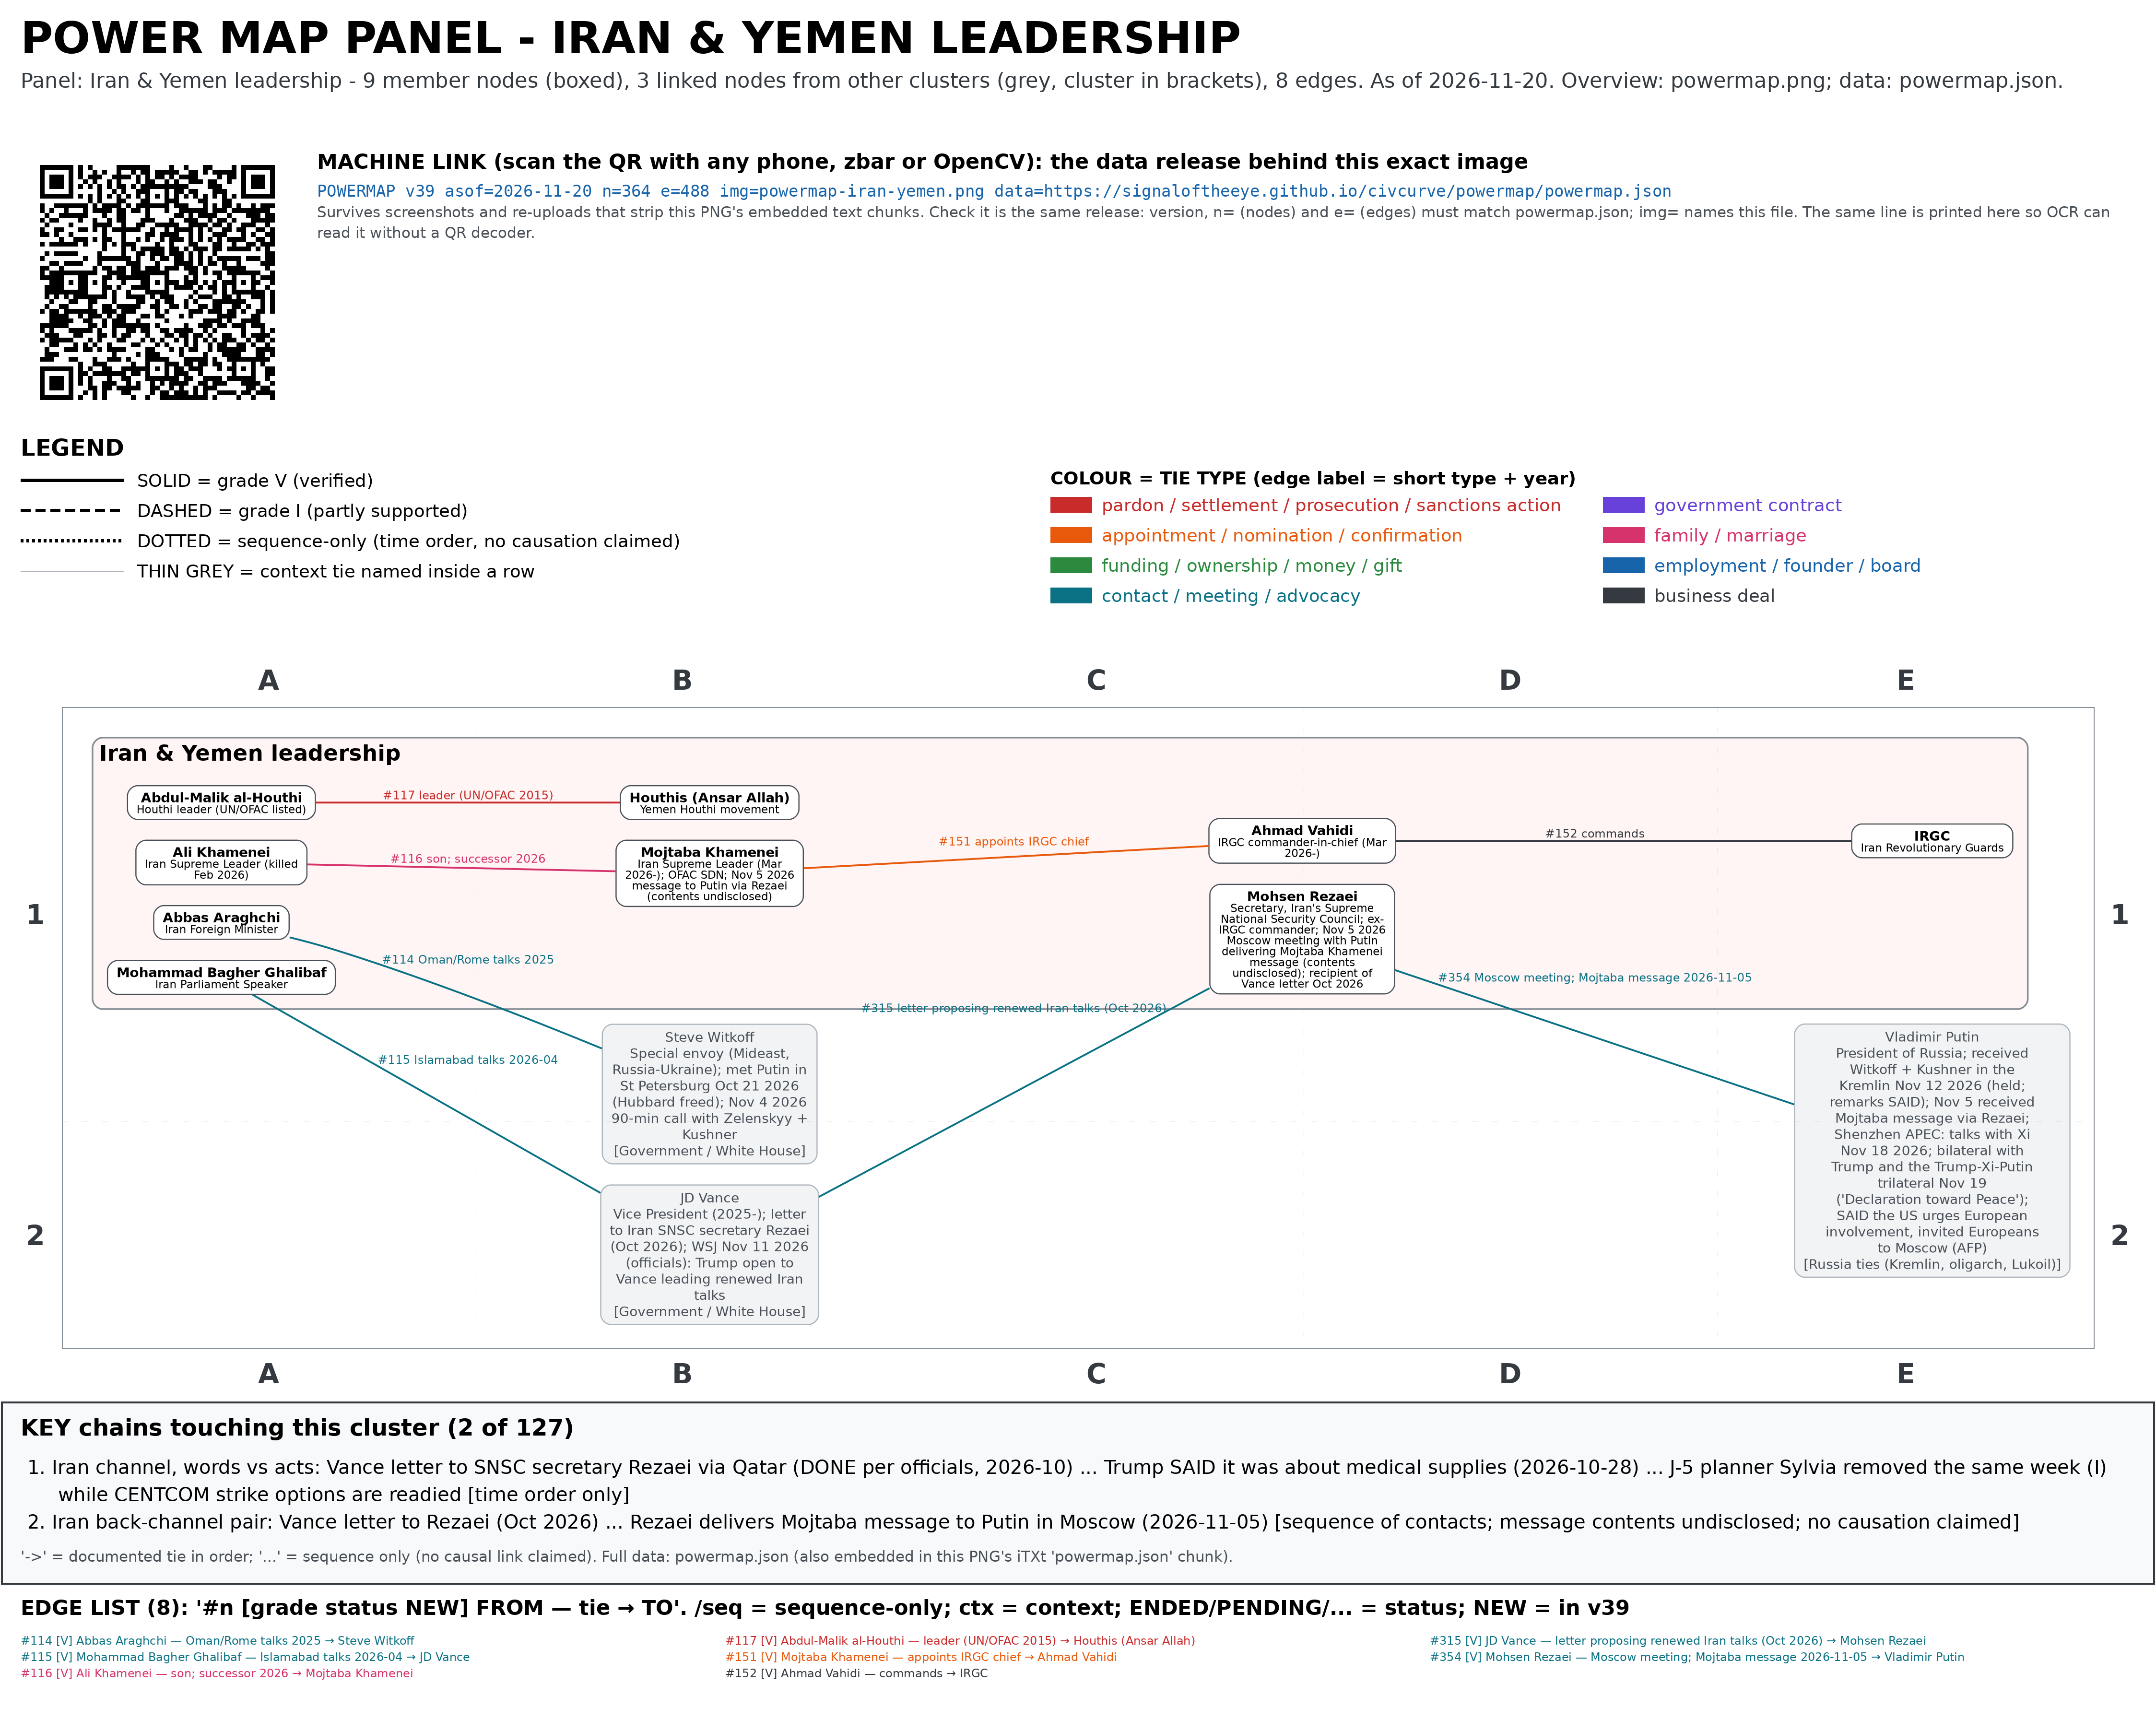 POWER MAP PANEL - IRAN & YEMEN LEADERSHIP
Panel: Iran & Yemen leadership - 9 member nodes (boxed), 3 linked nodes from other clusters (grey, cluster in brackets), 8 edges. As of 2026-11-20. Overview: powermap.png; data: powermap.json.
MACHINE LINK (scan the QR with any phone, zbar or OpenCV): the data release behind this exact image
POWERMAP v39 asof=2026-11-20 n=364 e=488 img=powermap-iran-yemen.png data=https://signaloftheeye.github.io/civcurve/powermap/powermap.json
Survives screenshots and re-uploads that strip this PNG's embedded text chunks. Check it is the same release: version, n= (nodes) and e= (edges) must match powermap.json; img= names this file. The same line is printed here so OCR can
read it without a QR decoder.
LEGEND
SOLID = grade V (verified)
DASHED = grade I (partly supported)
DOTTED = sequence-only (time order, no causation claimed)
THIN GREY = context tie named inside a row
COLOUR = TIE TYPE (edge label = short type + year)
pardon / settlement / prosecution / sanctions action
appointment / nomination / confirmation
funding / ownership / money / gift
contact / meeting / advocacy
government contract
family / marriage
employment / founder / board
business deal
A
B
C
D
E
1
1
2
2
Iran & Yemen leadership
Abdul-Malik al-Houthi
Houthi leader (UN/OFAC listed)
#117 leader (UN/OFAC 2015)
Houthis (Ansar Allah)
Yemen Houthi movement
Ali Khamenei
Iran Supreme Leader (killed
Feb 2026)
#116 son; successor 2026
Mojtaba Khamenei
Iran Supreme Leader (Mar
2026-); OFAC SDN; Nov 5 2026
message to Putin via Rezaei
(contents undisclosed)
#151 appoints IRGC chief
Ahmad Vahidi
IRGC commander-in-chief (Mar
2026-)
#152 commands
IRGC
Iran Revolutionary Guards
Abbas Araghchi
Iran Foreign Minister
#114 Oman/Rome talks 2025
Mohammad Bagher Ghalibaf
Iran Parliament Speaker
Mohsen Rezaei
Secretary, Iran's Supreme
National Security Council; ex-
IRGC commander; Nov 5 2026
Moscow meeting with Putin
delivering Mojtaba Khamenei
message (contents
undisclosed); recipient of
Vance letter Oct 2026
#354 Moscow meeting; Mojtaba message 2026-11-05
#315 letter proposing renewed Iran talks (Oct 2026)
#115 Islamabad talks 2026-04
Steve Witkoff
Special envoy (Mideast,
Russia-Ukraine); met Putin in
St Petersburg Oct 21 2026
(Hubbard freed); Nov 4 2026
90-min call with Zelenskyy +
Kushner
[Government / White House]
JD Vance
Vice President (2025-); letter
to Iran SNSC secretary Rezaei
(Oct 2026); WSJ Nov 11 2026
(officials): Trump open to
Vance leading renewed Iran
talks
[Government / White House]
Vladimir Putin
President of Russia; received
Witkoff + Kushner in the
Kremlin Nov 12 2026 (held;
remarks SAID); Nov 5 received
Mojtaba message via Rezaei;
Shenzhen APEC: talks with Xi
Nov 18 2026; bilateral with
Trump and the Trump-Xi-Putin
trilateral Nov 19
('Declaration toward Peace');
SAID the US urges European
involvement, invited Europeans
to Moscow (AFP)
[Russia ties (Kremlin, oligarch, Lukoil)]
A
B
C
D
E
KEY chains touching this cluster (2 of 127)
1. Iran channel, words vs acts: Vance letter to SNSC secretary Rezaei via Qatar (DONE per officials, 2026-10) ... Trump SAID it was about medical supplies (2026-10-28) ... J-5 planner Sylvia removed the same week (I)
while CENTCOM strike options are readied [time order only]
2. Iran back-channel pair: Vance letter to Rezaei (Oct 2026) ... Rezaei delivers Mojtaba message to Putin in Moscow (2026-11-05) [sequence of contacts; message contents undisclosed; no causation claimed]
'->' = documented tie in order; '...' = sequence only (no causal link claimed). Full data: powermap.json (also embedded in this PNG's iTXt 'powermap.json' chunk).
EDGE LIST (8): '#n [grade status NEW] FROM — tie → TO'. /seq = sequence-only; ctx = context; ENDED/PENDING/... = status; NEW = in v39
#114 [V] Abbas Araghchi — Oman/Rome talks 2025 → Steve Witkoff
#115 [V] Mohammad Bagher Ghalibaf — Islamabad talks 2026-04 → JD Vance
#116 [V] Ali Khamenei — son; successor 2026 → Mojtaba Khamenei
#117 [V] Abdul-Malik al-Houthi — leader (UN/OFAC 2015) → Houthis (Ansar Allah)
#151 [V] Mojtaba Khamenei — appoints IRGC chief → Ahmad Vahidi
#152 [V] Ahmad Vahidi — commands → IRGC
#315 [V] JD Vance — letter proposing renewed Iran talks (Oct 2026) → Mohsen Rezaei
#354 [V] Mohsen Rezaei — Moscow meeting; Mojtaba message 2026-11-05 → Vladimir Putin